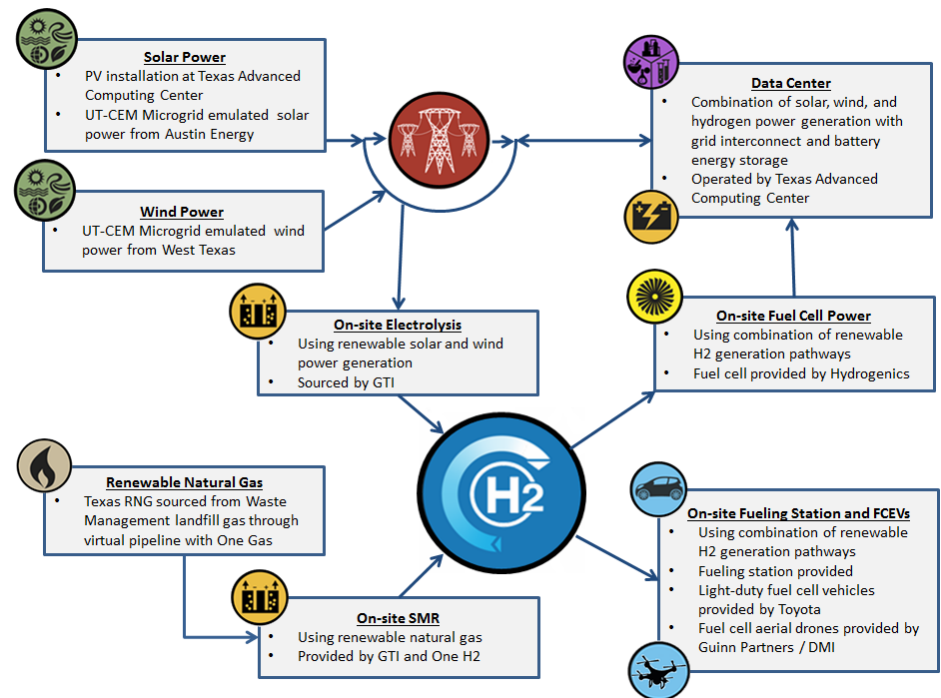 Solar Power
• PV installation at Texas Advanced
Computing Center
• UT-CEM Microgrid emulated solar
power from Austin Energy
Data Center
• Combination of solar, wind, and
hydrogen power generation with
grid interconnect and battery
energy storage
• Operated by Texas Advanced
Computing Center
Wind Power
• UT-CEM Microgrid emulated wind
power from West Texas
On-site Electrolysis
• Using renewable solar and wind
power generation
• Sourced by GTI
On-site Fuel Cell Power
• Using combination of renewable
H2 generation pathways
• Fuel cell provided by Hydrogenics
H2
Renewable Natural Gas
• Texas RNG sourced from Waste
Management landfill gas through
virtual pipeline with One Gas
On-site Fueling Station and FCEVs
• Using combination of renewable
H2 generation pathways
• Fueling station provided
• Light-duty fuel cell vehicles
provided by Toyota
• Fuel cell aerial drones provided by
Guinn Partners / DMI
On-site SMR
• Using renewable natural gas
• Provided by GTI and One H2